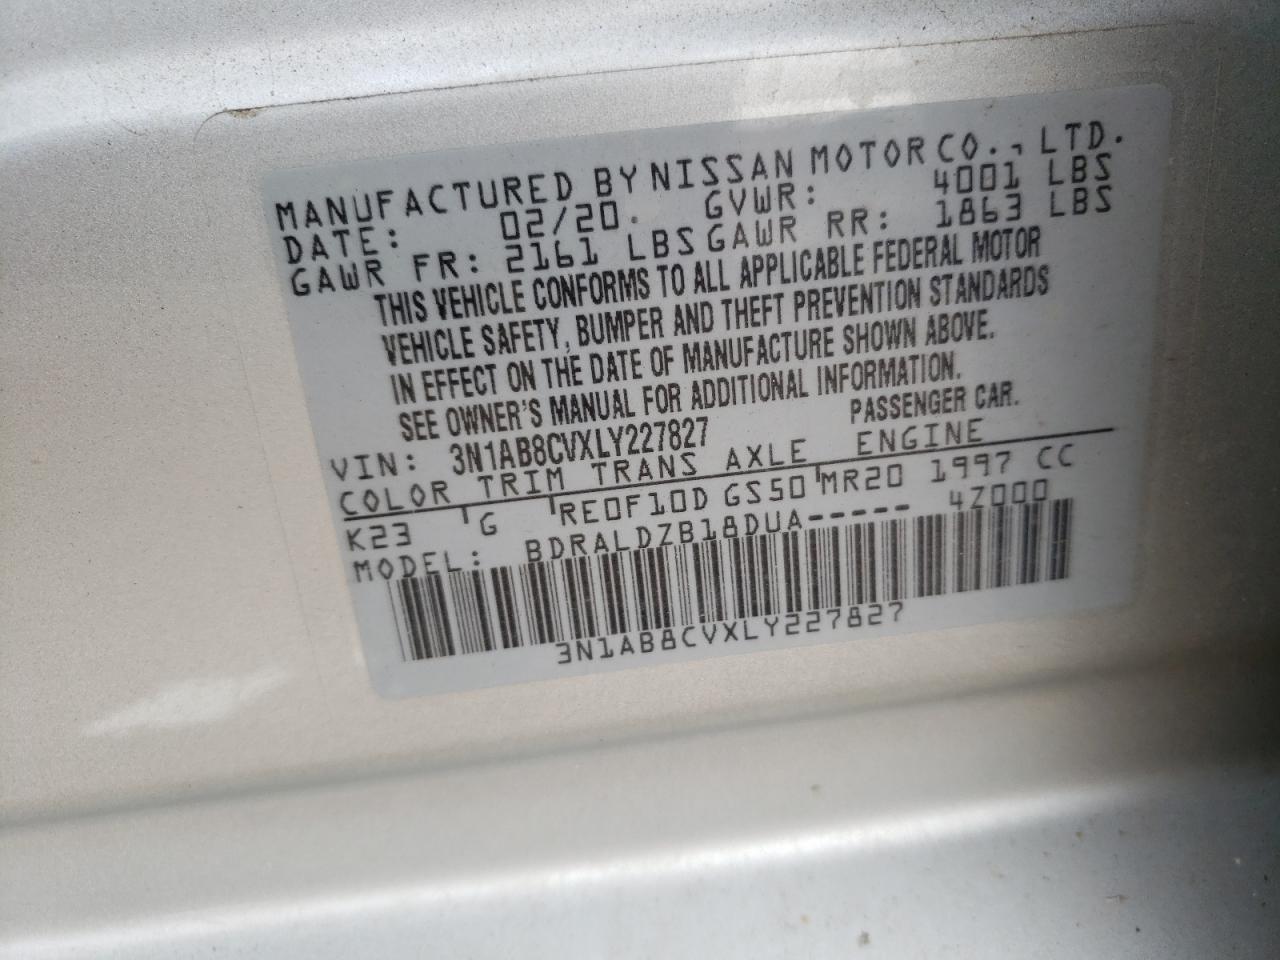 MANUFACTURED BY NISSAN MOTOR CO., LTD.
DATE: 02/20. GVWR: 4001 LBS
GAWR FR: 2161 LBS GAWR RR: 1863 LBS
THIS VEHICLE CONFORMS TO ALL APPLICABLE FEDERAL MOTOR
VEHICLE SAFETY, BUMPER AND THEFT PREVENTION STANDARDS
IN EFFECT ON THE DATE OF MANUFACTURE SHOWN ABOVE.
SEE OWNER'S MANUAL FOR ADDITIONAL INFORMATION.
VIN: 3N1AB8CVXLY227827 PASSENGER CAR.
COLOR TRIM TRANS AXLE ENGINE
K23 G RE0F10D GS50 MR20 1997 CC
MODEL: BDRALDZB18DUA----- 4Z000
3N1AB8CVXLY227827